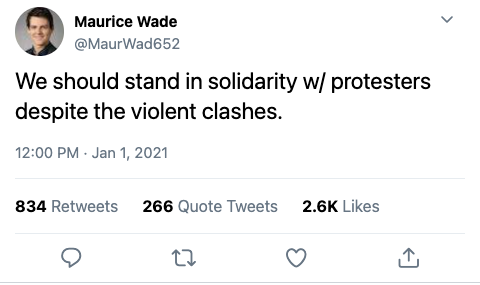 Maurice Wade
@MaurWad652
We should stand in solidarity w/ protesters
despite the violent clashes.
12:00 PM · Jan 1, 2021
834 Retweets 266 Quote Tweets 2.6K Likes